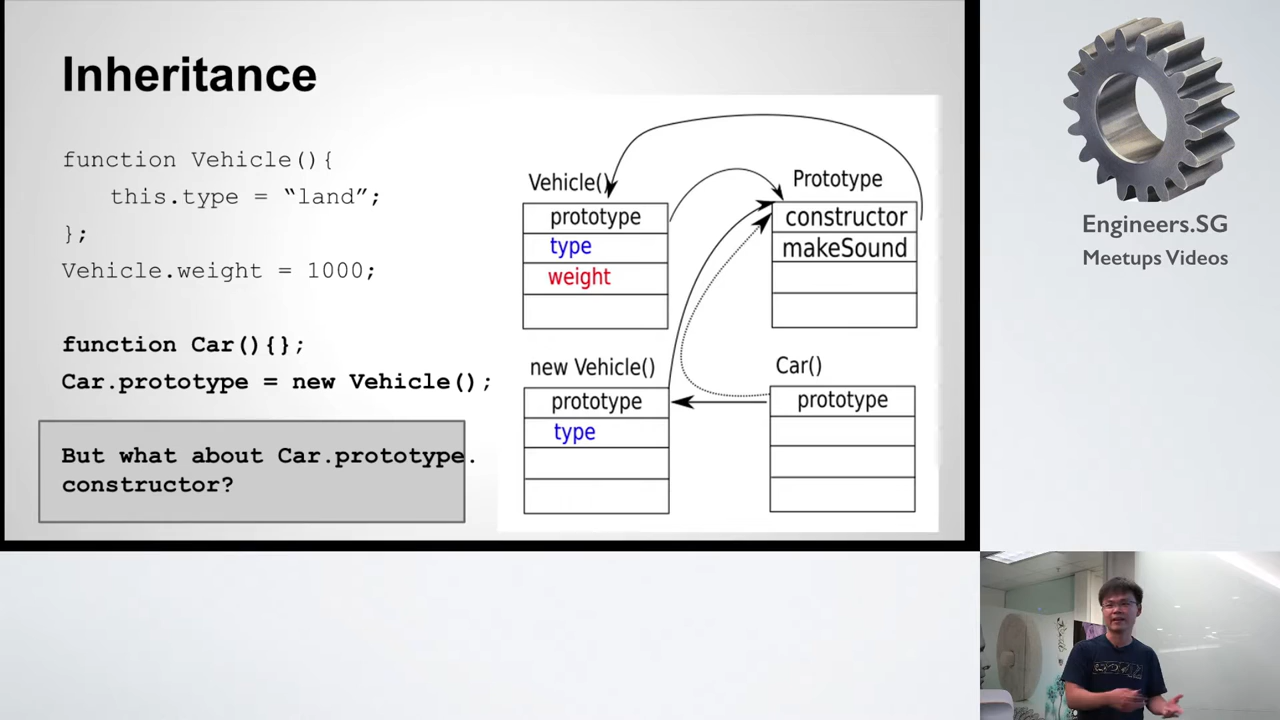 Inheritance
function Vehicle(){
this.type = “land”;
};
Vehicle.weight = 1000;
function Car(){};
Car.prototype = new Vehicle();
But what about Car.prototype.
constructor?
Vehicle()
prototype
type
weight
Prototype
constructor
makeSound
new Vehicle()
prototype
type
Car()
prototype
Engineers.SG
Meetups Videos